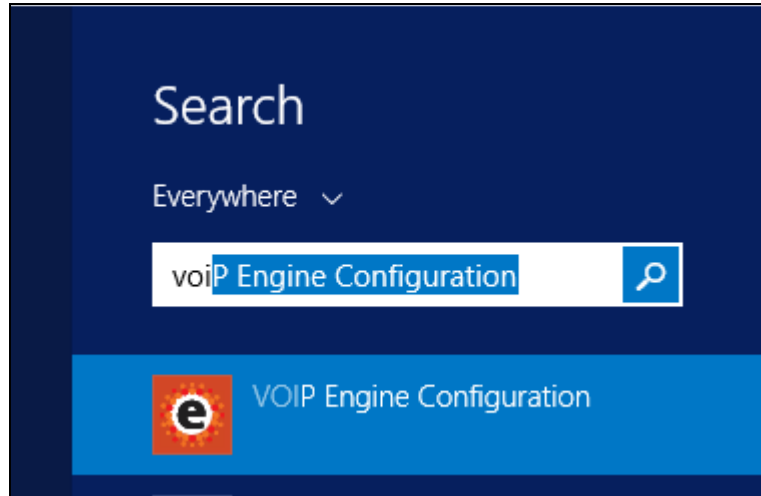 Search
Everywhere
voiP Engine Configuration
e
VOIP Engine Configuration